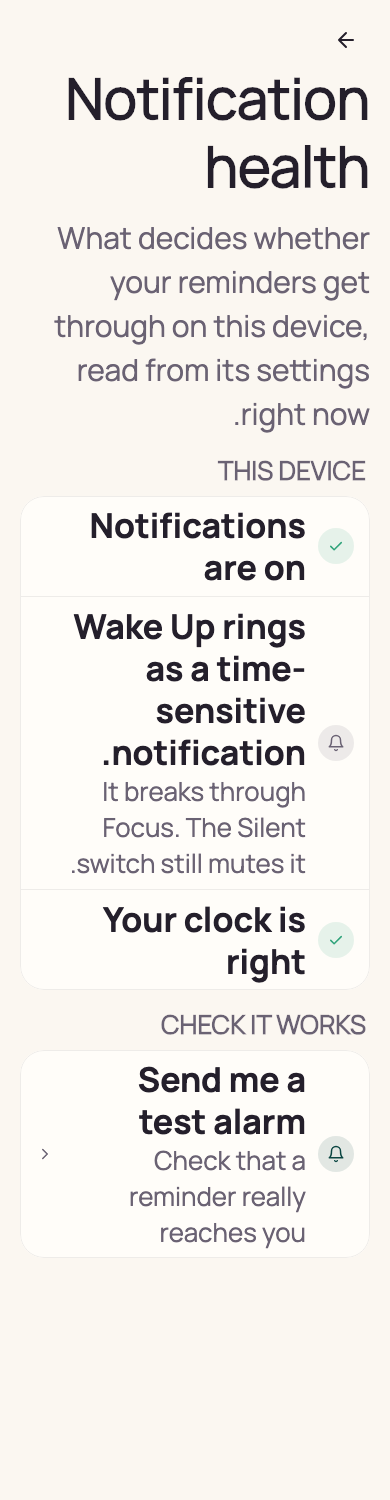 Notification
health
What decides whether
your reminders get
through on this device,
read from its settings
.right now
THIS DEVICE
Notifications
are on
Wake Up rings
as a time-
sensitive
.notification
It breaks through
Focus. The Silent
.switch still mutes it
Your clock is
right
CHECK IT WORKS
Send me a
test alarm
Check that a
reminder really
reaches you